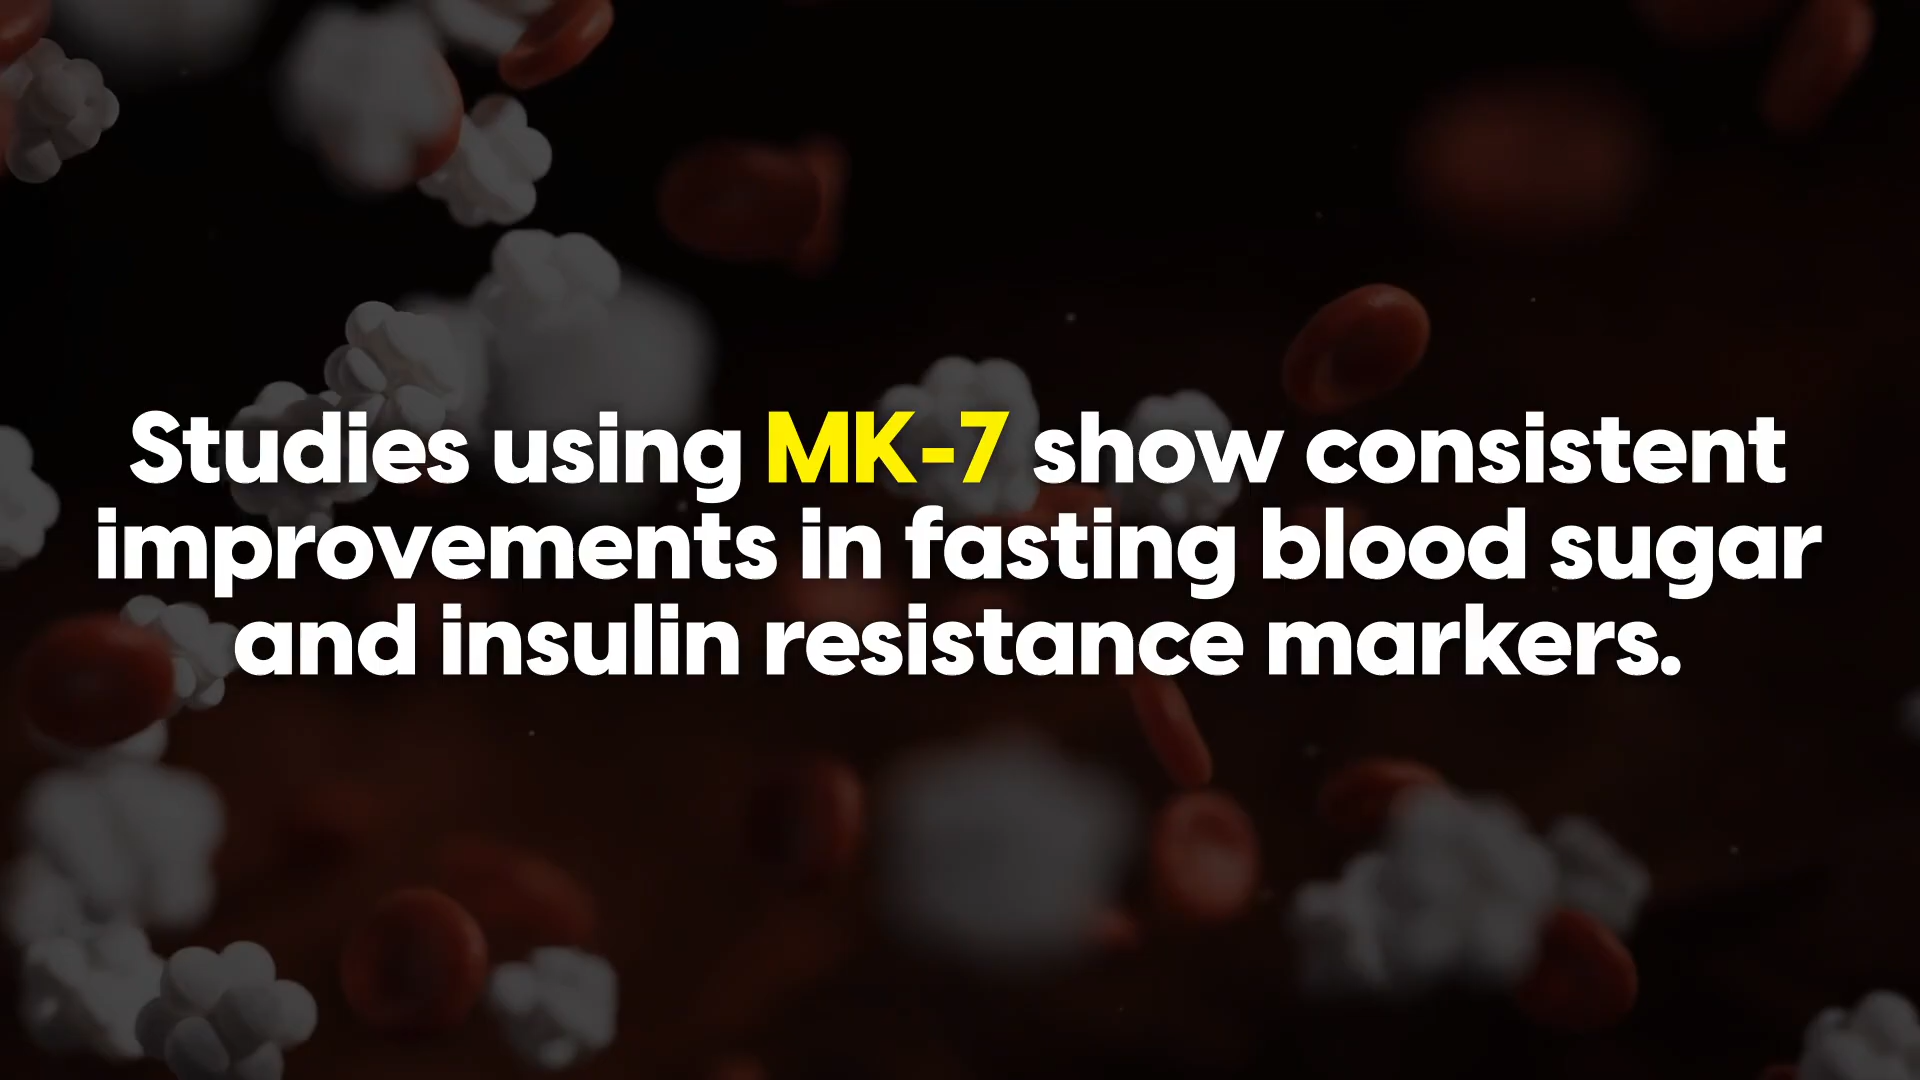 Studies using MK-7 show consistent
improvements in fasting blood sugar
and insulin resistance markers.